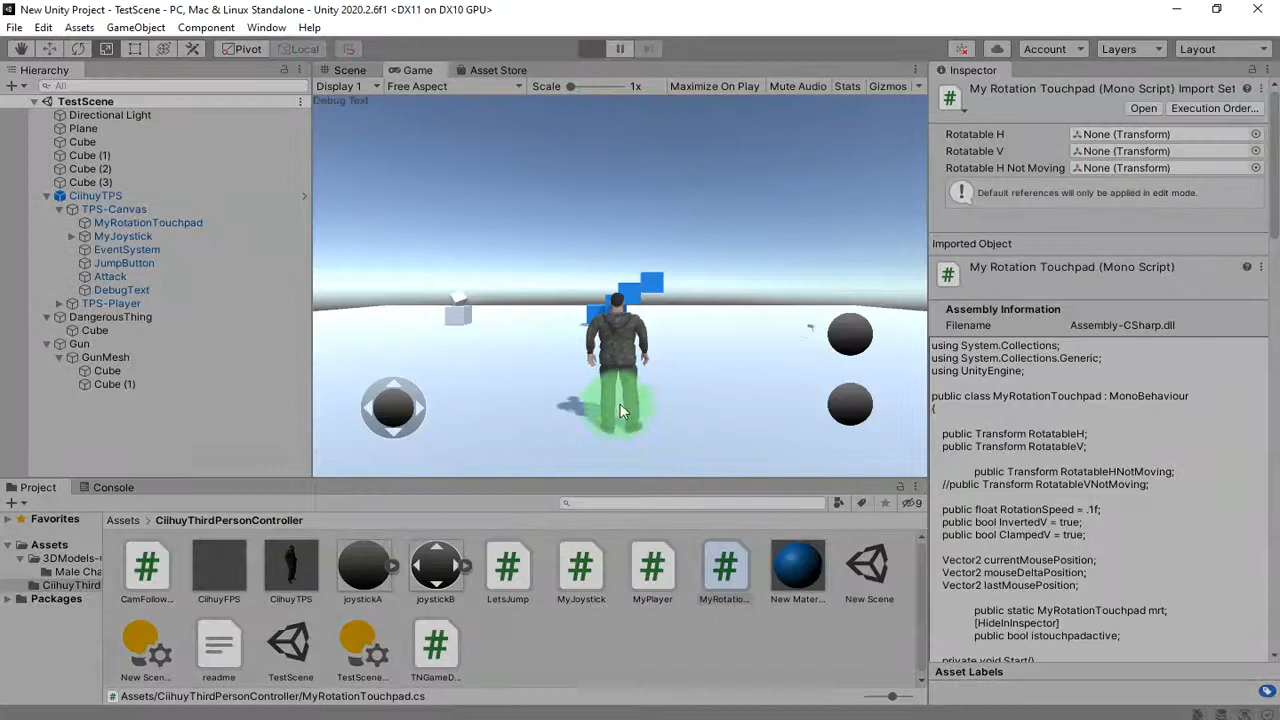 New Unity Project - TestScene - PC, Mac & Linux Standalone - Unity 2020.2.6f1 <DX11 on DX10 GPU>
File Edit Assets GameObject Component Window Help
Pivot Local Account Layers Layout
Hierarchy
All
TestScene
Directional Light
Plane
Cube
Cube (1)
Cube (2)
Cube (3)
CiihuyTPS
TPS-Canvas
MyRotationTouchpad
MyJoystick
EventSystem
JumpButton
Attack
DebugText
TPS-Player
DangerousThing
Cube
Gun
GunMesh
Cube
Cube (1)
Scene Game Asset Store
Display 1 Free Aspect Scale 1x Maximize On Play Mute Audio Stats Gizmos
Debug Text
Inspector
My Rotation Touchpad (Mono Script) Import Set
Open Execution Order...
Rotatable H None (Transform)
Rotatable V None (Transform)
Rotatable H Not Moving None (Transform)
Default references will only be applied in edit mode.
Imported Object
My Rotation Touchpad (Mono Script)
Assembly Information
Filename Assembly-CSharp.dll
using System.Collections;
using System.Collections.Generic;
using UnityEngine;
public class MyRotationTouchpad : MonoBehaviour
{
public Transform RotatableH;
public Transform RotatableV;
public Transform RotatableHNotMoving;
//public Transform RotatableVNotMoving;
public float RotationSpeed = .1f;
public bool InvertedV = true;
public bool ClampedV = true;
Vector2 currentMousePosition;
Vector2 mouseDeltaPosition;
Vector2 lastMousePosition;
public static MyRotationTouchpad mrt;
[HideInInspector]
public bool istouchpadactive;
private void Start()
Asset Labels
Project Console
9
Favorites
Assets
3DModels-
Male Cha
CiihuyThird
Packages
Assets > CiihuyThirdPersonController
CamFollow... CiihuyFPS CiihuyTPS joystickA joystickB LetsJump MyJoystick MyPlayer MyRotatio... New Mater... New Scene
New Scen... readme TestScene TestScene... TNGameD...
Assets/CiihuyThirdPersonController/MyRotationTouchpad.cs